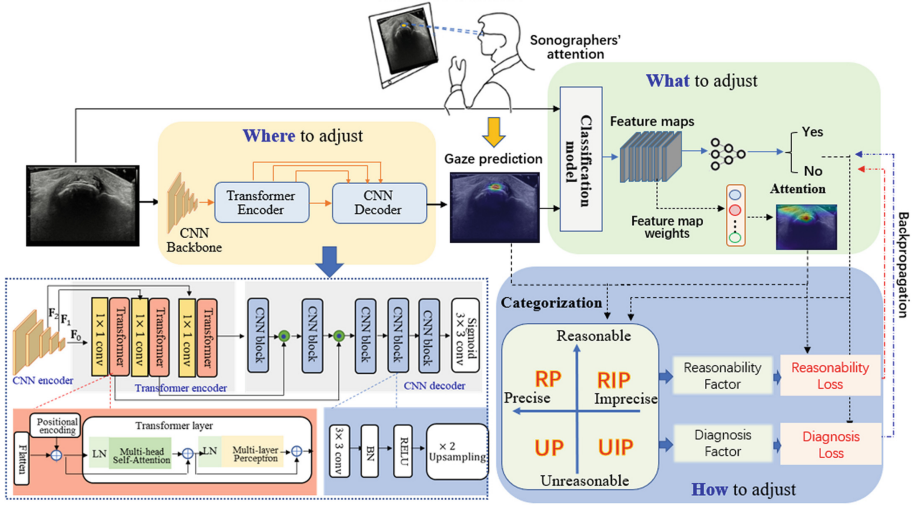 Sonographers'
attention
What to adjust
Where to adjust
Gaze prediction
Classification
model
Feature maps
Yes
No
Attention
Feature map
weights
Transformer
Encoder
CNN
Decoder
CNN
Backbone
Backpropagation
F2
F1
F0
1×1 conv
Transformer
1×1 conv
Transformer
1×1 conv
Transformer
CNN encoder
Transformer encoder
CNN block
CNN block
CNN block
CNN block
CNN block
Sigmoid
3×3 conv
CNN decoder
Categorization
Reasonable
RP
RIP
Precise
Imprecise
UP
UIP
Unreasonable
Reasonability
Factor
Reasonability
Loss
Diagnosis
Factor
Diagnosis
Loss
How to adjust
Positional
encoding
Transformer layer
Flatten
LN
Multi-head
Self-Attention
LN
Multi-layer
Perception
3×3 conv
BN
RELU
×2
Upsampling